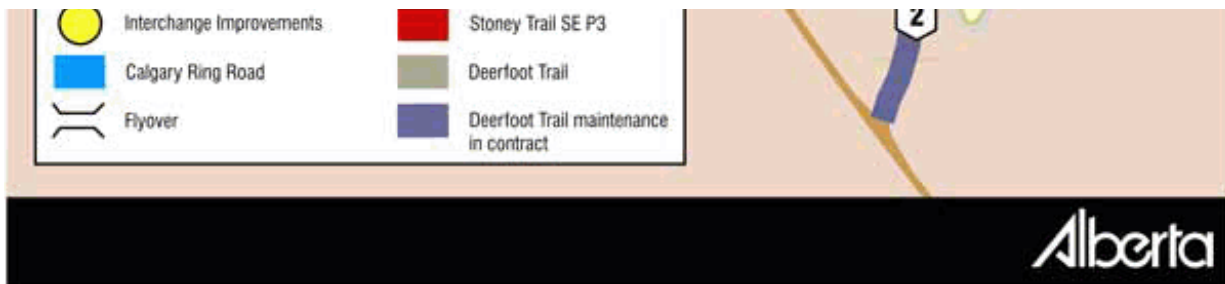 Interchange Improvements
Calgary Ring Road
Flyover
Stoney Trail SE P3
Deerfoot Trail
Deerfoot Trail maintenance
in contract
2
Alberta